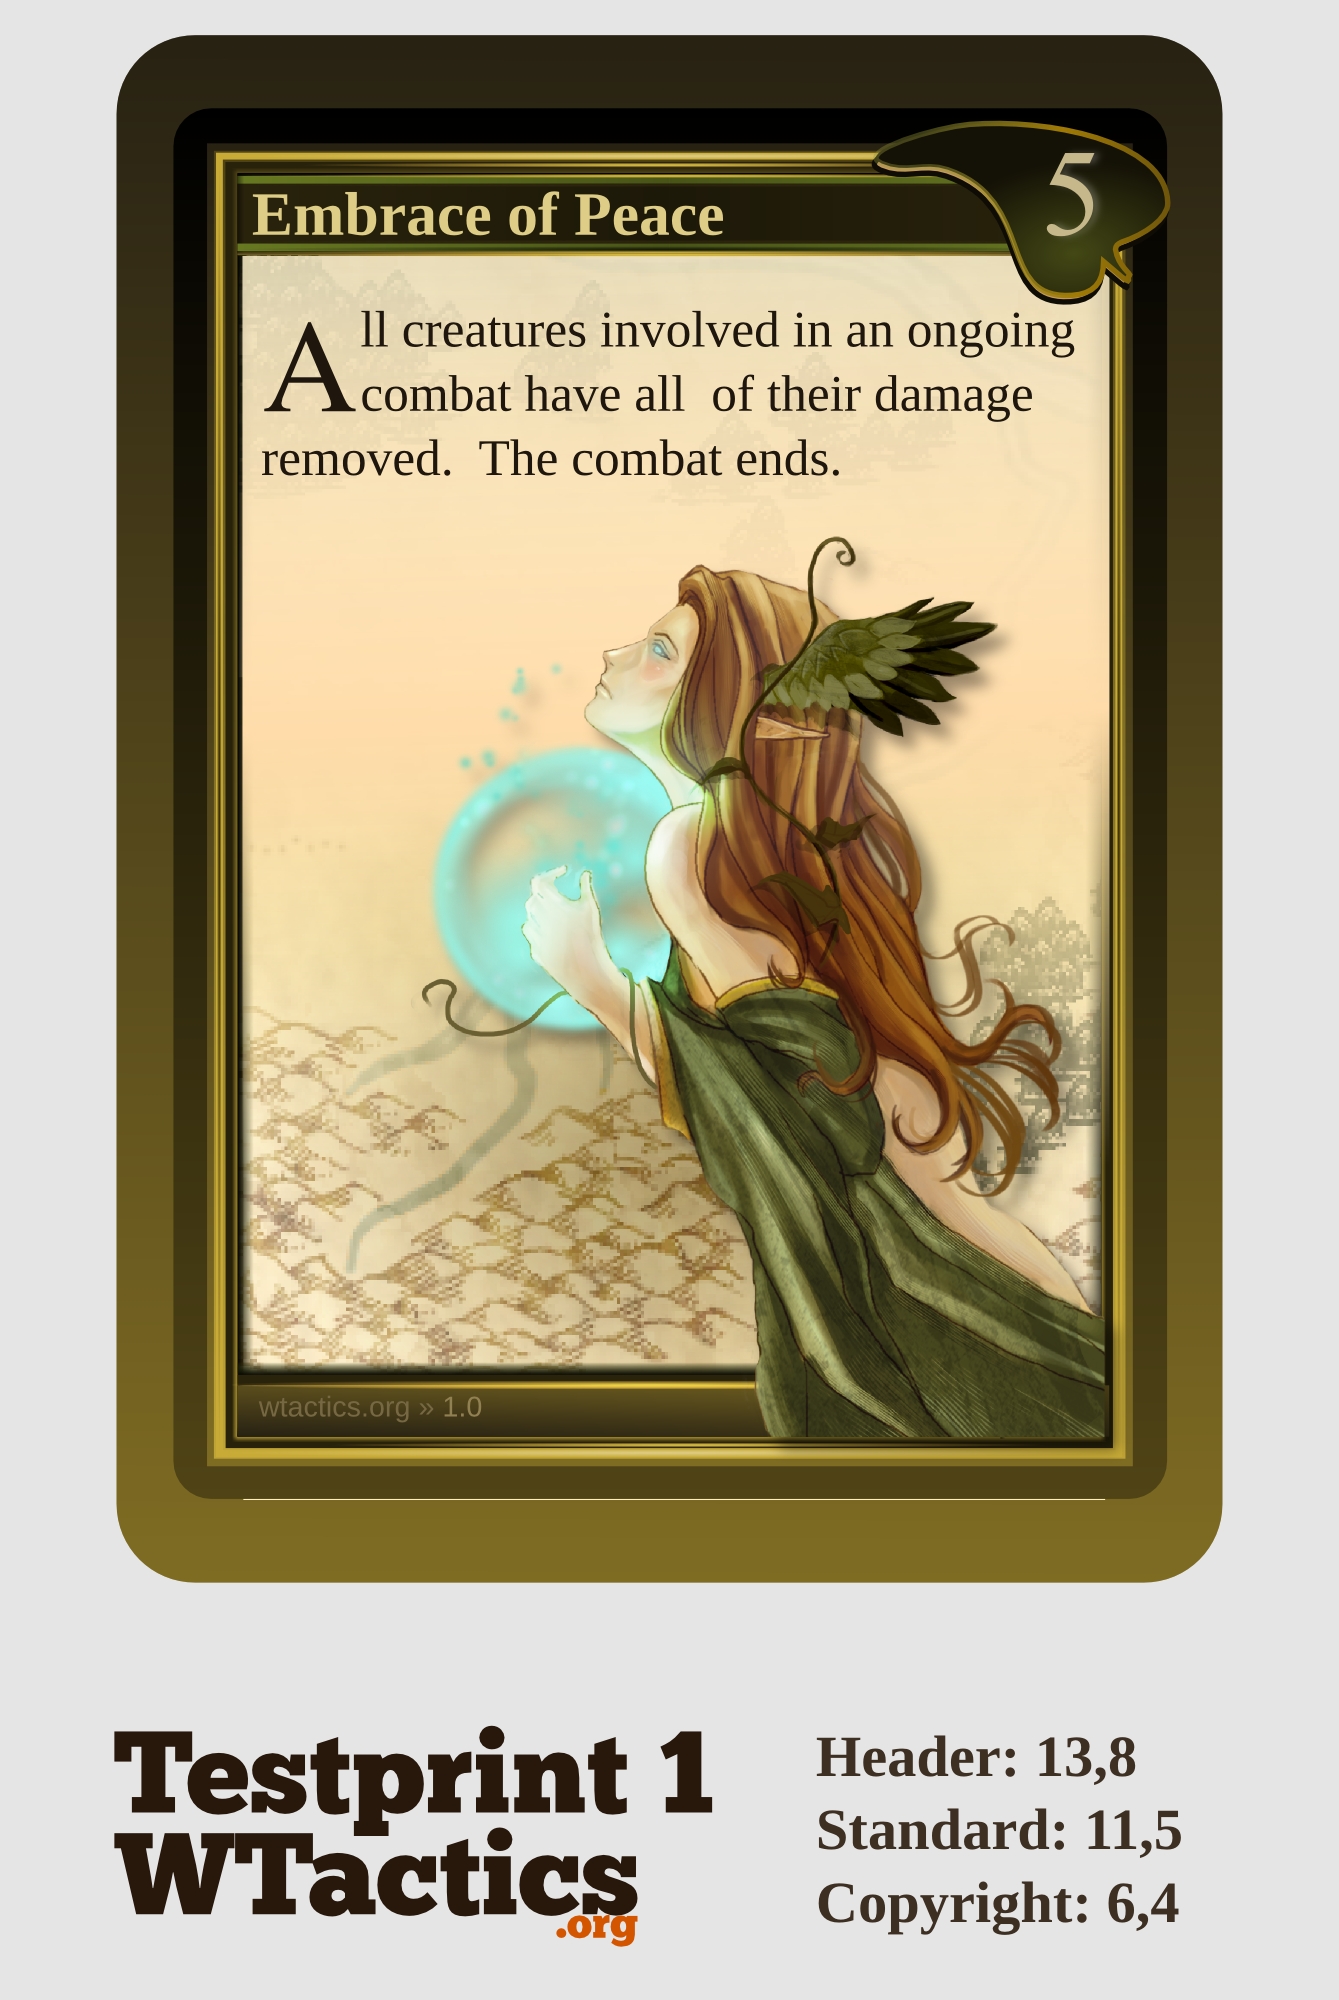 Embrace of Peace
5
All creatures involved in an ongoing
combat have all  of their damage
removed.  The combat ends.
wtactics.org » 1.0
Testprint 1
WTactics
.org
Header: 13,8
Standard: 11,5
Copyright: 6,4